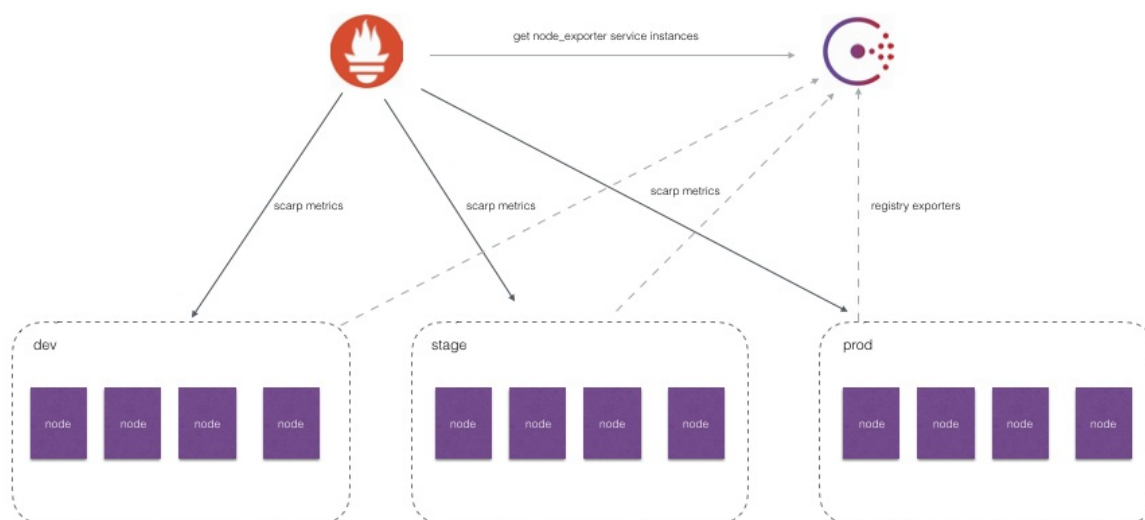 get node_exporter service instances
scarp metrics
scarp metrics
scarp metrics
registry exporters
dev
stage
prod
node node node node
node node node node
node node node node